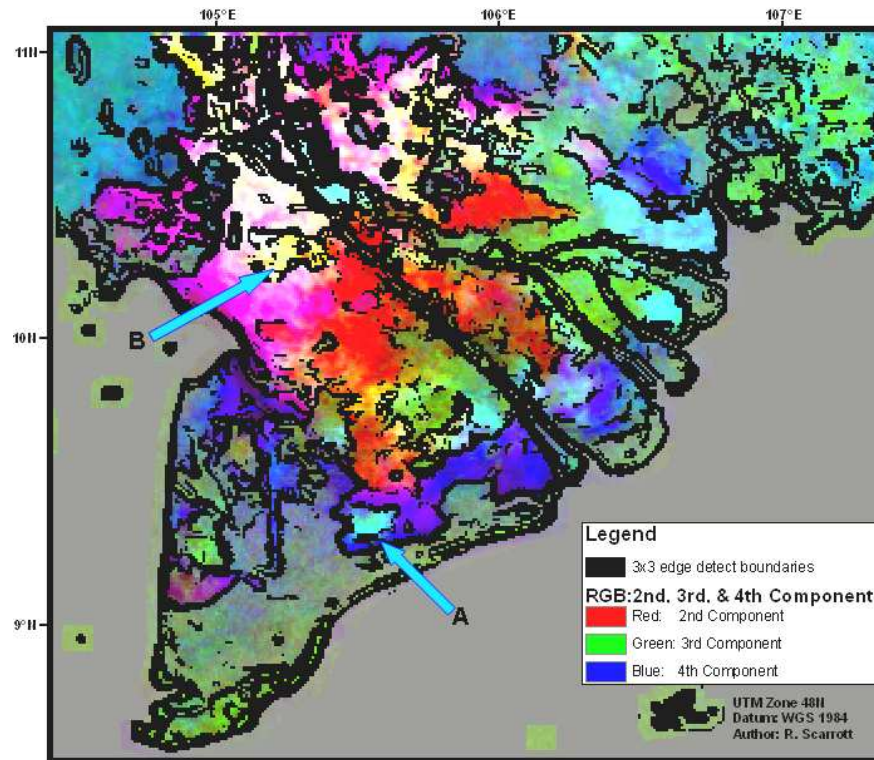 105°E 106°E 107°E
11N
10N
9°N
B
A
Legend
3x3 edge detect boundaries
RGB:2nd, 3rd, & 4th Component
Red: 2nd Component
Green: 3rd Component
Blue: 4th Component
UTM Zone 48N
Datum: WGS 1984
Author: R. Scarrott